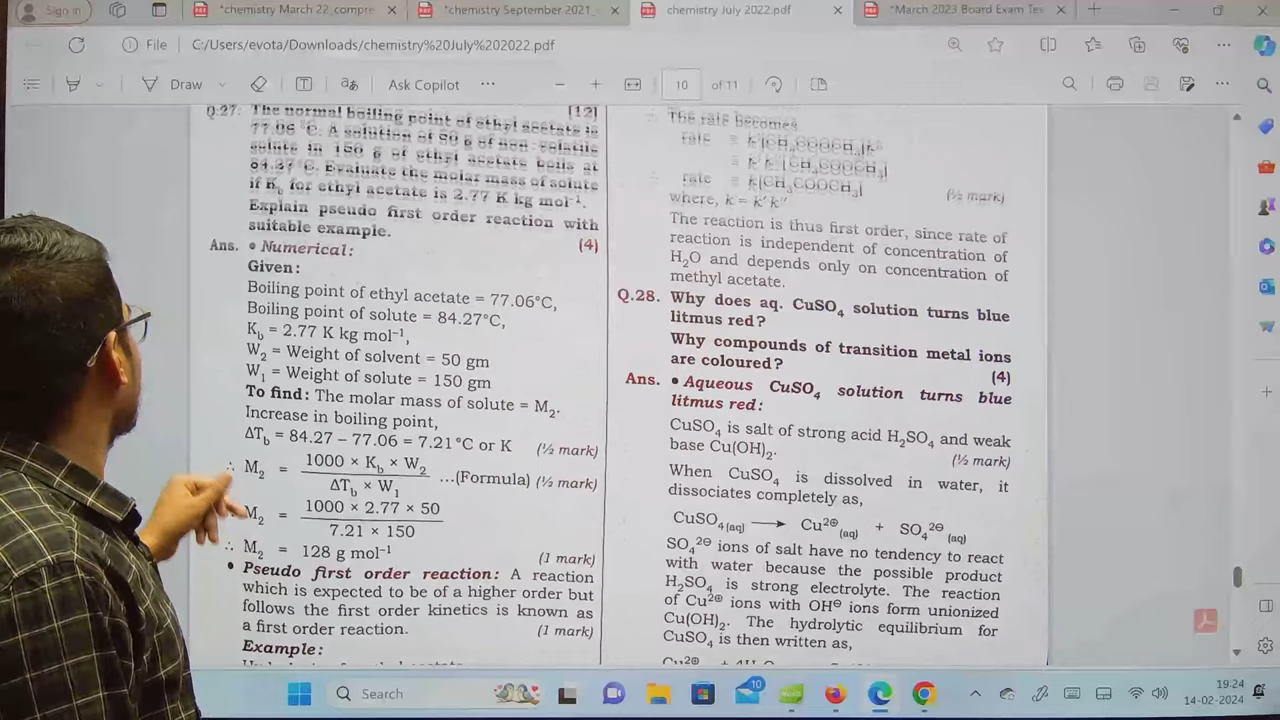 Sign in
*chemistry March 22_compre
*chemistry September 2021_
chemistry July 2022.pdf
*March 2023 Board Exam Tes
File C:/Users/evota/Downloads/chemistry%20July%202022.pdf
Draw
Ask Copilot
10 of 11
[12]
Q.27. The normal boiling point of ethyl acetate is
77.06 °C. A solution of 50 g of non-volatile
solute in 150 g of ethyl acetate boils at
84.27 °C. Evaluate the molar mass of solute
if K_b for ethyl acetate is 2.77 K kg mol⁻¹.
Explain pseudo first order reaction with
suitable example. (4)
Ans. • Numerical:
Given:
Boiling point of ethyl acetate = 77.06°C,
Boiling point of solute = 84.27°C,
K_b = 2.77 K kg mol⁻¹,
W₂ = Weight of solvent = 50 gm
W₁ = Weight of solute = 150 gm
To find: The molar mass of solute = M₂.
Increase in boiling point,
ΔT_b = 84.27 – 77.06 = 7.21 °C or K (½ mark)
∴ M₂ = 1000 × K_b × W₂ / ΔT_b × W₁ ...(Formula) (½ mark)
M₂ = 1000 × 2.77 × 50 / 7.21 × 150
∴ M₂ = 128 g mol⁻¹ (1 mark)
• Pseudo first order reaction: A reaction
which is expected to be of a higher order but
follows the first order kinetics is known as
a first order reaction. (1 mark)
Example:
∴ The rate becomes
rate = k'[CH₃COOCH₃]k"
= k' k" [CH₃COOCH₃]
∴ rate = k[CH₃COOCH₃] (½ mark)
where, k = k' k"
The reaction is thus first order, since rate of
reaction is independent of concentration of
H₂O and depends only on concentration of
methyl acetate.
Q.28. Why does aq. CuSO₄ solution turns blue
litmus red?
Why compounds of transition metal ions
are coloured? (4)
Ans. • Aqueous CuSO₄ solution turns blue
litmus red:
CuSO₄ is salt of strong acid H₂SO₄ and weak
base Cu(OH)₂. (½ mark)
When CuSO₄ is dissolved in water, it
dissociates completely as,
CuSO₄(aq) ⟶ Cu²⊕(aq) + SO₄²⊖(aq)
SO₄²⊖ ions of salt have no tendency to react
with water because the possible product
H₂SO₄ is strong electrolyte. The reaction
of Cu²⊕ ions with OH⊖ ions form unionized
Cu(OH)₂. The hydrolytic equilibrium for
CuSO₄ is then written as,
Search
10
19:24
14-02-2024